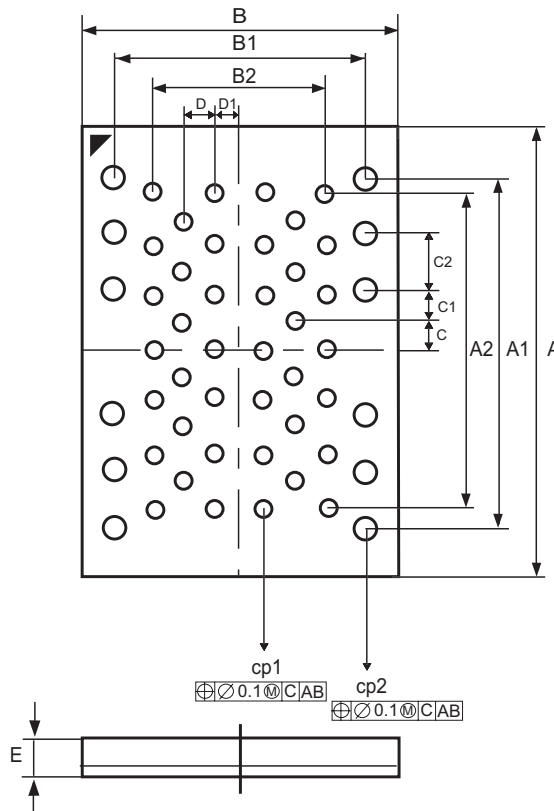 B
B1
B2
D D1
C2
C1
C
A2 A1 A
cp1
⌖ ∅ 0.1 Ⓜ C AB
cp2
⌖ ∅ 0.1 Ⓜ C AB
E